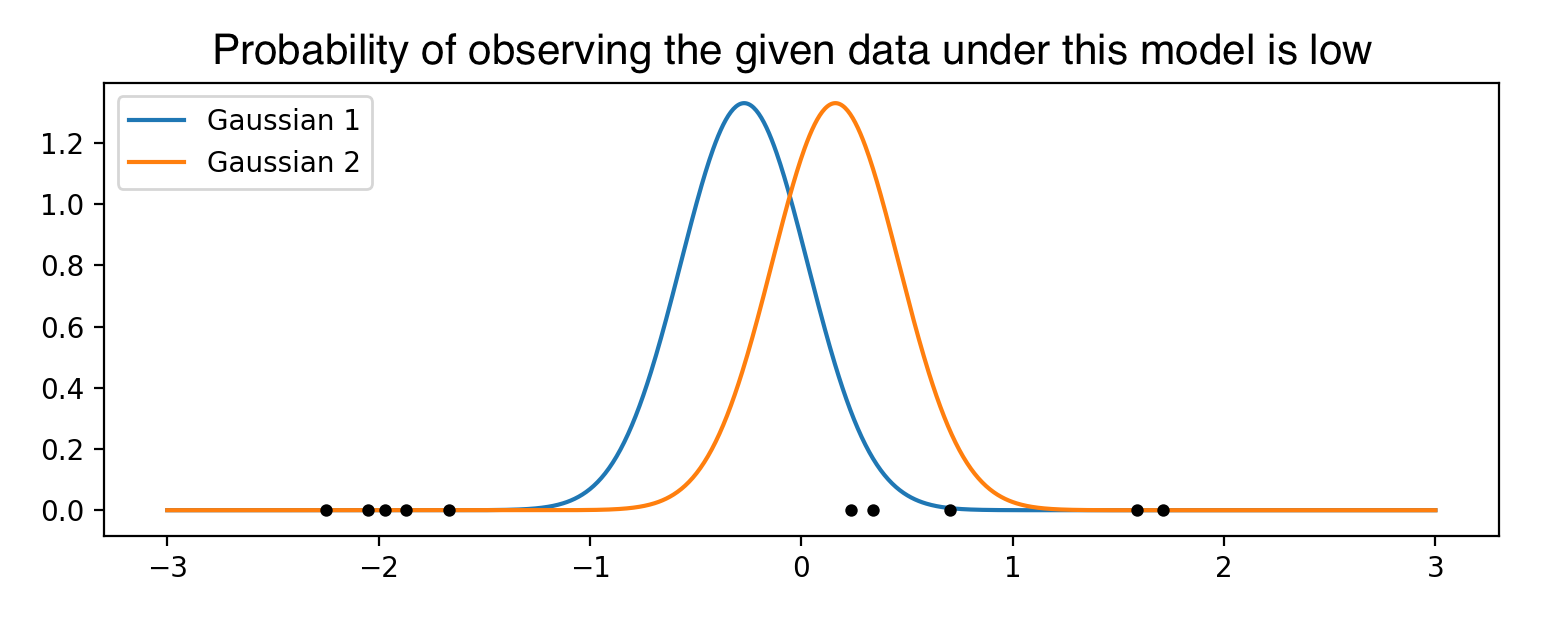 Probability of observing the given data under this model is low
Gaussian 1
Gaussian 2
1.2
1.0
0.8
0.6
0.4
0.2
0.0
−3 −2 −1 0 1 2 3